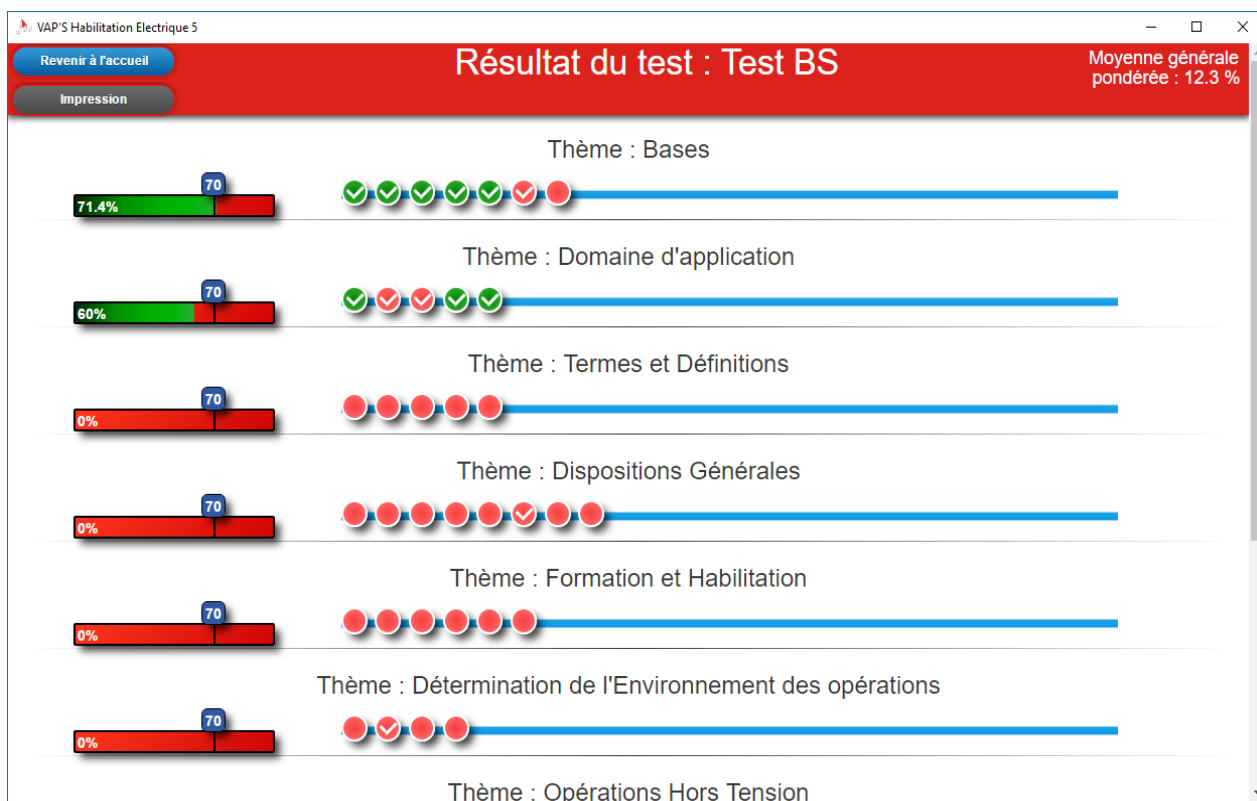 VAP'S Habilitation Electrique 5
Revenir à l'accueil
Impression
Résultat du test : Test BS
Moyenne générale
pondérée : 12.3 %
Thème : Bases
70
71.4%
Thème : Domaine d'application
70
60%
Thème : Termes et Définitions
70
0%
Thème : Dispositions Générales
70
0%
Thème : Formation et Habilitation
70
0%
Thème : Détermination de l'Environnement des opérations
70
0%
Thème : Opérations Hors Tension